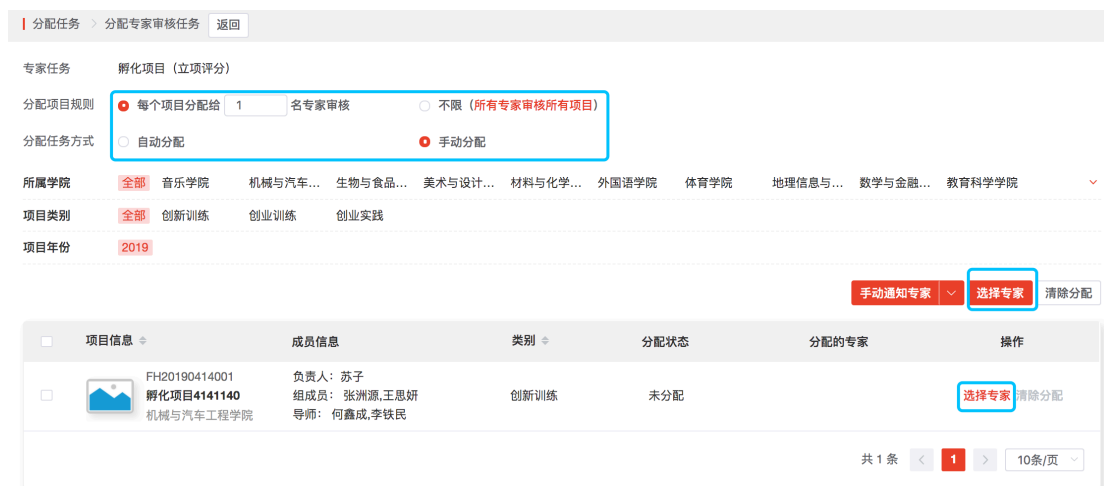 分配任务 > 分配专家审核任务 返回
专家任务 孵化项目（立项评分）
分配项目规则 每个项目分配给 1 名专家审核 不限（所有专家审核所有项目）
分配任务方式 自动分配 手动分配
所属学院 全部 音乐学院 机械与汽车... 生物与食品... 美术与设计... 材料与化学... 外国语学院 体育学院 地理信息与... 数学与金融... 教育科学学院
项目类别 全部 创新训练 创业训练 创业实践
项目年份 2019
手动通知专家 选择专家 清除分配
项目信息 成员信息 类别 分配状态 分配的专家 操作
FH20190414001 负责人：苏子
孵化项目4141140 组成员： 张洲源,王思妍 创新训练 未分配 选择专家 清除分配
机械与汽车工程学院 导师： 何鑫成,李铁民
共 1 条 < 1 > 10条/页